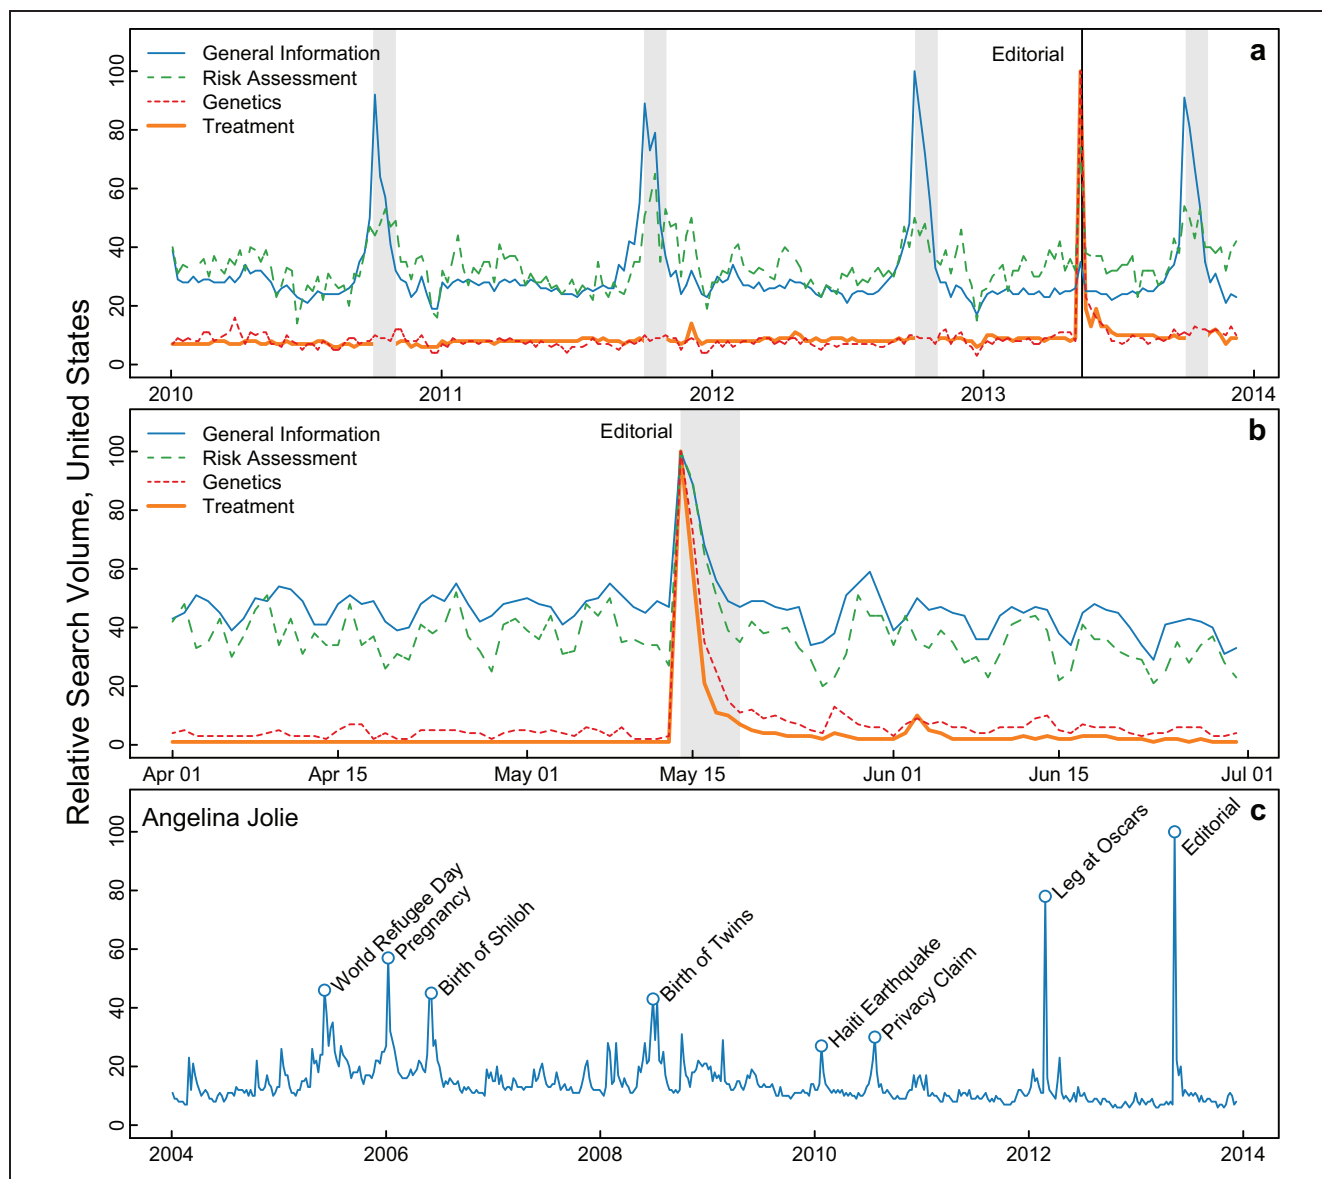 Relative Search Volume, United States
a
General Information
Risk Assessment
Genetics
Treatment
Editorial
0 20 40 60 80 100
2010 2011 2012 2013 2014
b
General Information
Risk Assessment
Genetics
Treatment
Editorial
0 20 40 60 80 100
Apr 01 Apr 15 May 01 May 15 Jun 01 Jun 15 Jul 01
c
Angelina Jolie
World Refugee Day
Pregnancy
Birth of Shiloh
Birth of Twins
Haiti Earthquake
Privacy Claim
Leg at Oscars
Editorial
0 20 40 60 80 100
2004 2006 2008 2010 2012 2014